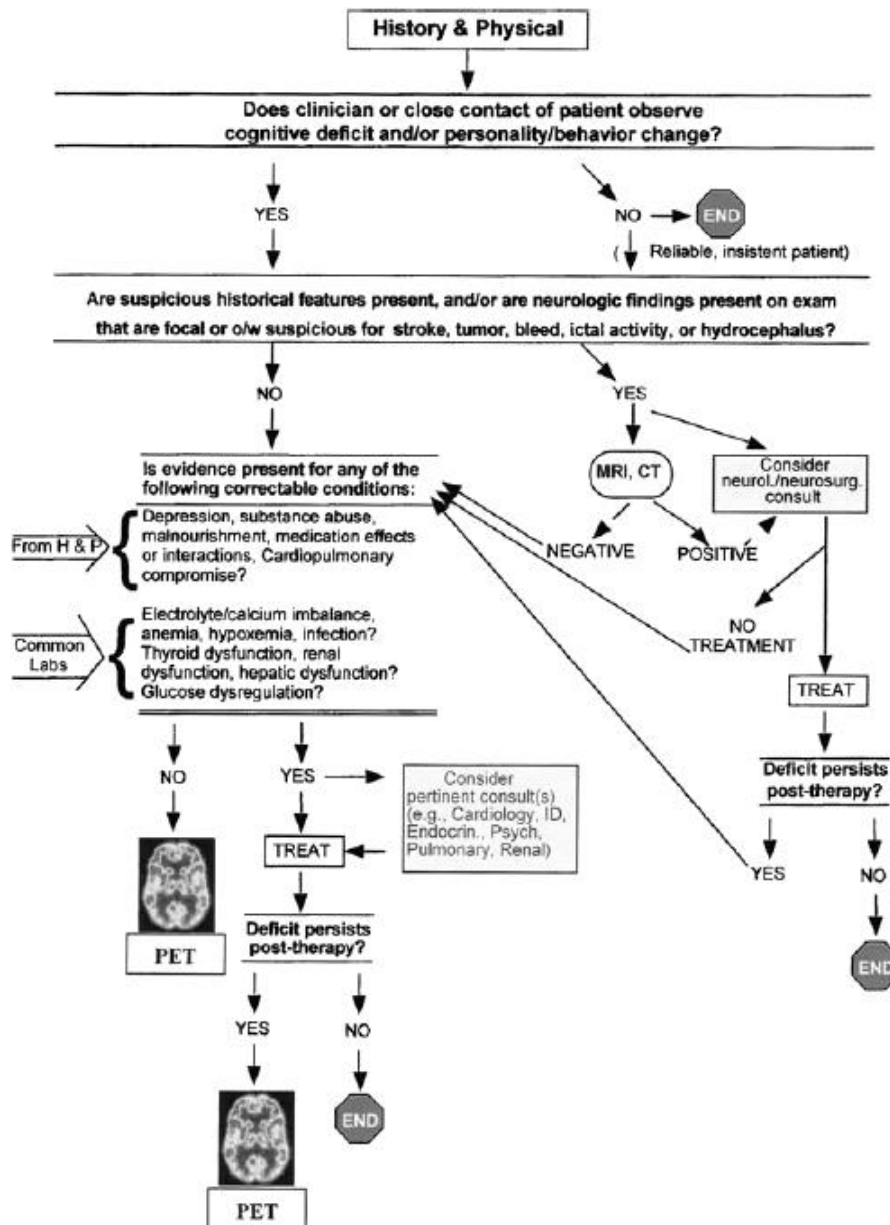 History & Physical
Does clinician or close contact of patient observe
cognitive deficit and/or personality/behavior change?
YES
NO
END
( Reliable, insistent patient)
Are suspicious historical features present, and/or are neurologic findings present on exam
that are focal or o/w suspicious for stroke, tumor, bleed, ictal activity, or hydrocephalus?
NO
YES
Is evidence present for any of the
following correctable conditions:
MRI, CT
Consider
neurol./neurosurg.
consult
From H & P
Depression, substance abuse,
malnourishment, medication effects
or interactions, Cardiopulmonary
compromise?
NEGATIVE
POSITIVE
Common
Labs
Electrolyte/calcium imbalance,
anemia, hypoxemia, infection?
Thyroid dysfunction, renal
dysfunction, hepatic dysfunction?
Glucose dysregulation?
NO
TREATMENT
TREAT
NO
YES
Consider
pertinent consult(s)
(e.g., Cardiology, ID,
Endocrin., Psych,
Pulmonary, Renal)
Deficit persists
post-therapy?
TREAT
YES
NO
PET
Deficit persists
post-therapy?
END
YES
NO
END
PET